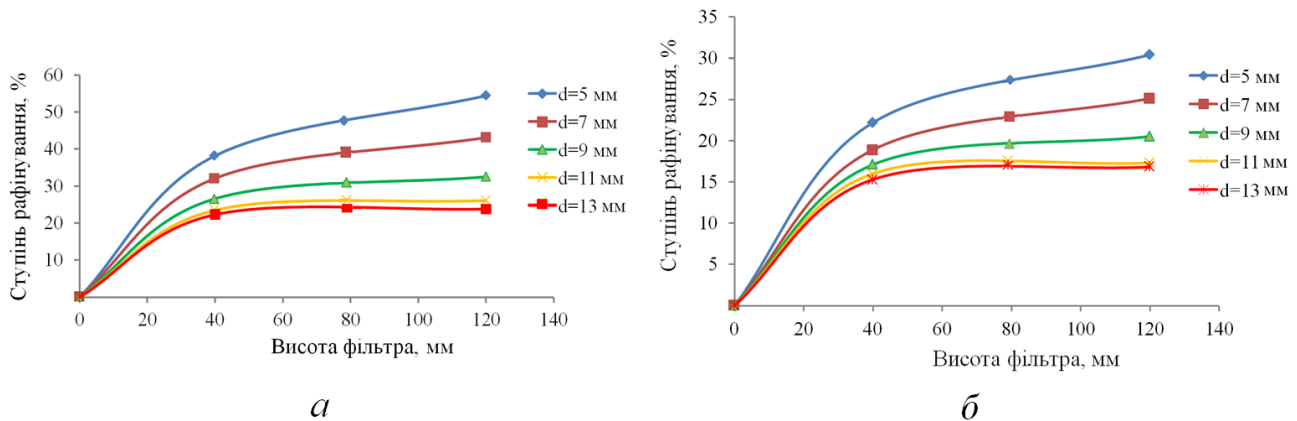 Ступінь рафінування, %
60
50
40
30
20
10
0 20 40 60 80 100 120 140
Висота фільтра, мм
d=5 мм
d=7 мм
d=9 мм
d=11 мм
d=13 мм
а
Ступінь рафінування, %
35
30
25
20
15
10
5
0 20 40 60 80 100 120 140
Висота фільтра, мм
d=5 мм
d=7 мм
d=9 мм
d=11 мм
d=13 мм
б